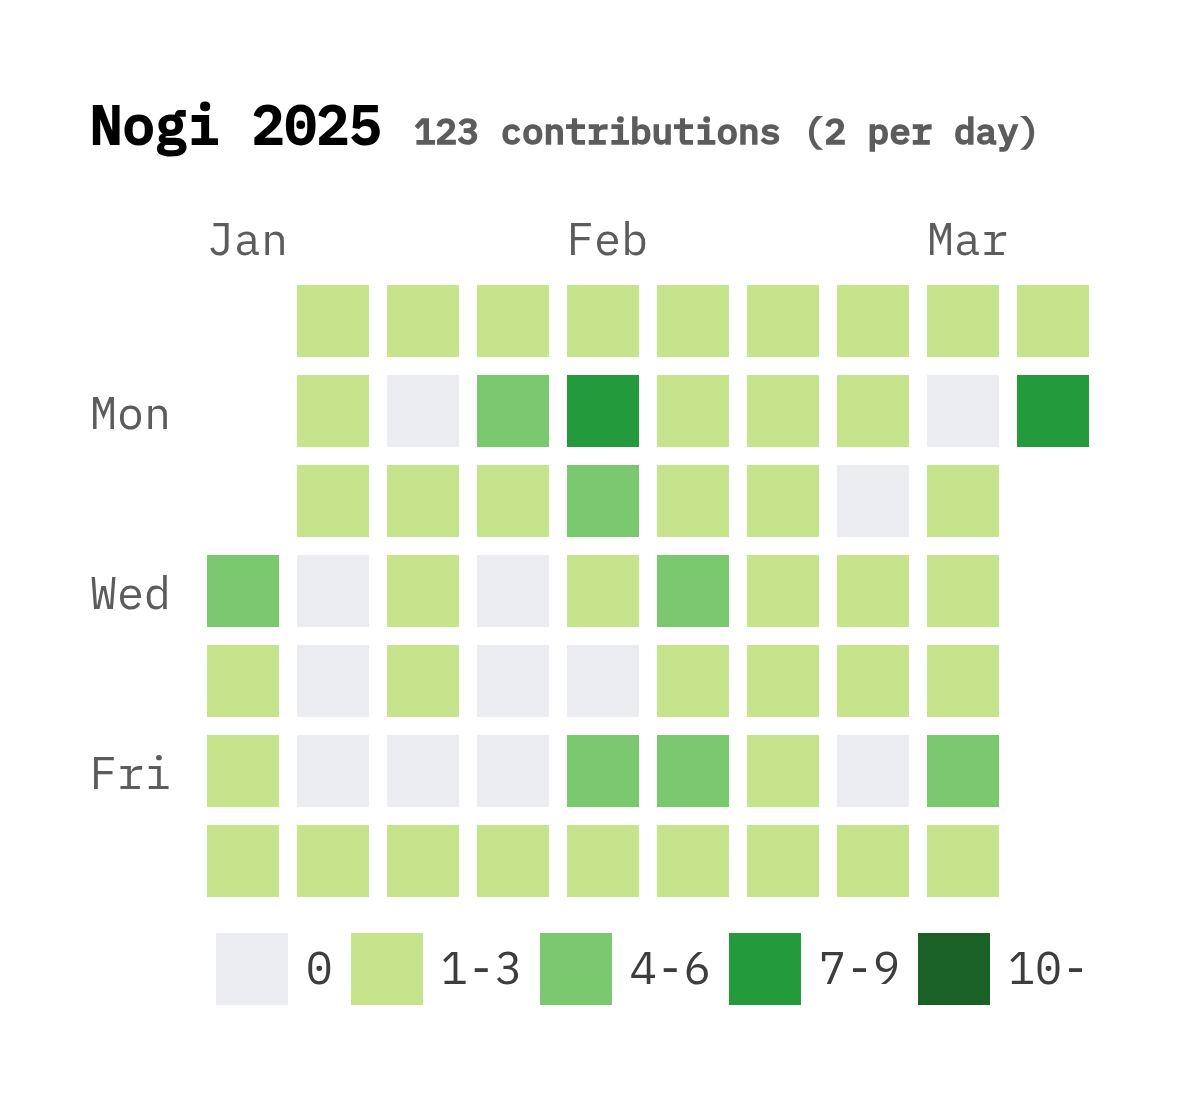 Nogi 2025 123 contributions (2 per day)
Jan Feb Mar
Mon
Wed
Fri
0 1-3 4-6 7-9 10-